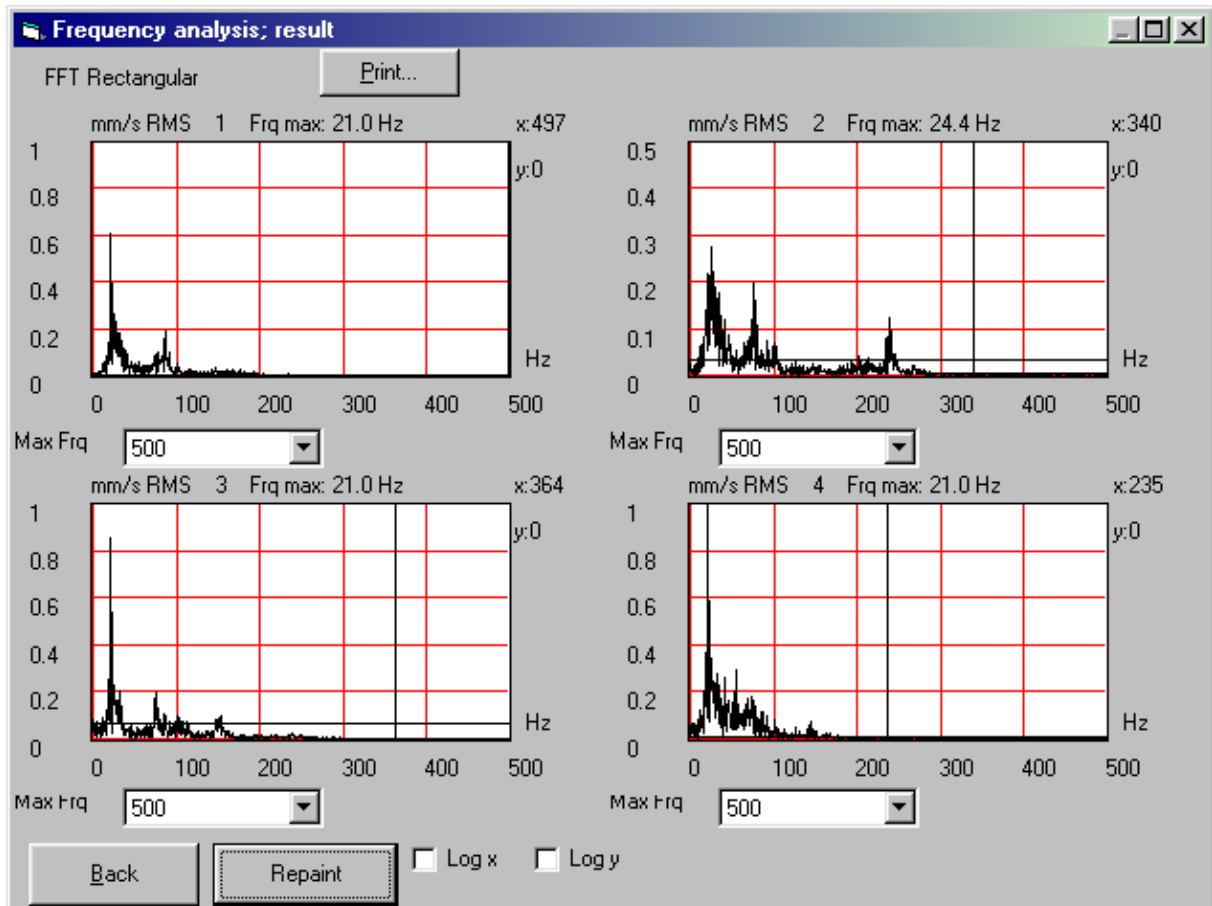 Frequency analysis; result
FFT Rectangular
Print...
mm/s RMS 1 Frq max: 21.0 Hz x:497
y:0
1
0.8
0.6
0.4
0.2
0
Hz
0 100 200 300 400 500
Max Frq 500
mm/s RMS 2 Frq max: 24.4 Hz x:340
y:0
0.5
0.4
0.3
0.2
0.1
0
Hz
0 100 200 300 400 500
Max Frq 500
mm/s RMS 3 Frq max: 21.0 Hz x:364
y:0
1
0.8
0.6
0.4
0.2
0
Hz
0 100 200 300 400 500
Max Frq 500
mm/s RMS 4 Frq max: 21.0 Hz x:235
y:0
1
0.8
0.6
0.4
0.2
0
Hz
0 100 200 300 400 500
Max Frq 500
Back
Repaint
Log x
Log y